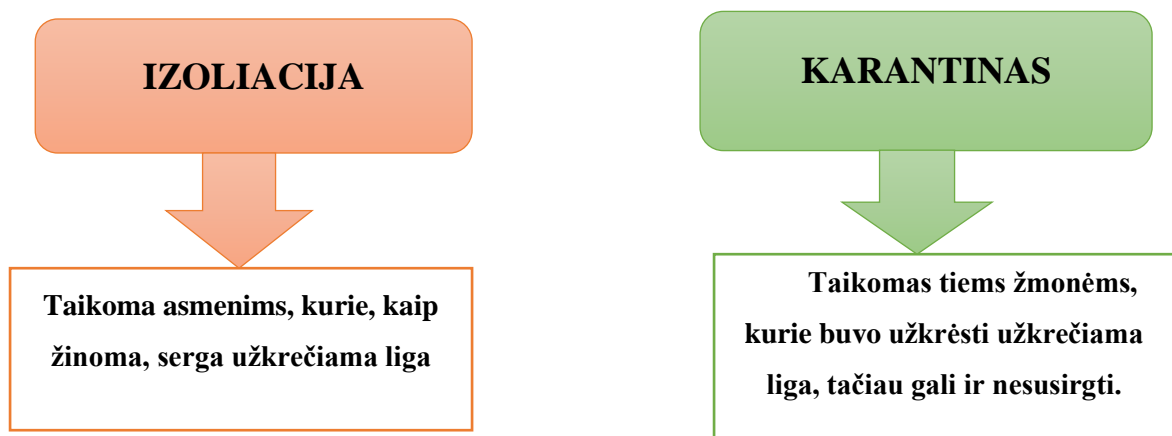 IZOLIACIJA
Taikoma asmenims, kurie, kaip
žinoma, serga užkrečiama liga
KARANTINAS
Taikomas tiems žmonėms,
kurie buvo užkrėsti užkrečiama
liga, tačiau gali ir nesusirgti.